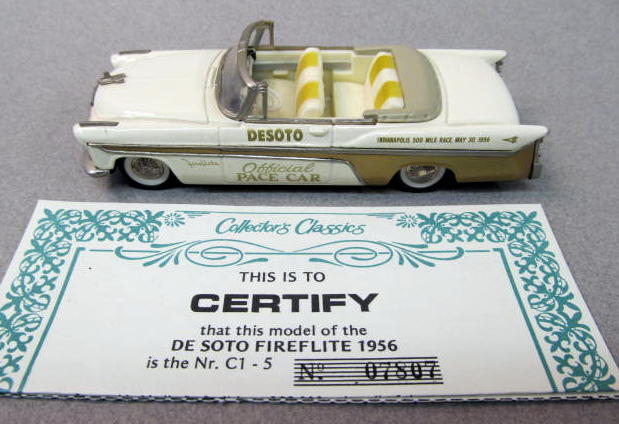 DESOTO
INDIANAPOLIS 500 MILE RACE, MAY 30, 1956
Fireflite
Official
PACE CAR
Collector's Classics
THIS IS TO
CERTIFY
that this model of the
DE SOTO FIREFLITE 1956
is the Nr. C1 - 5 Nº 07807